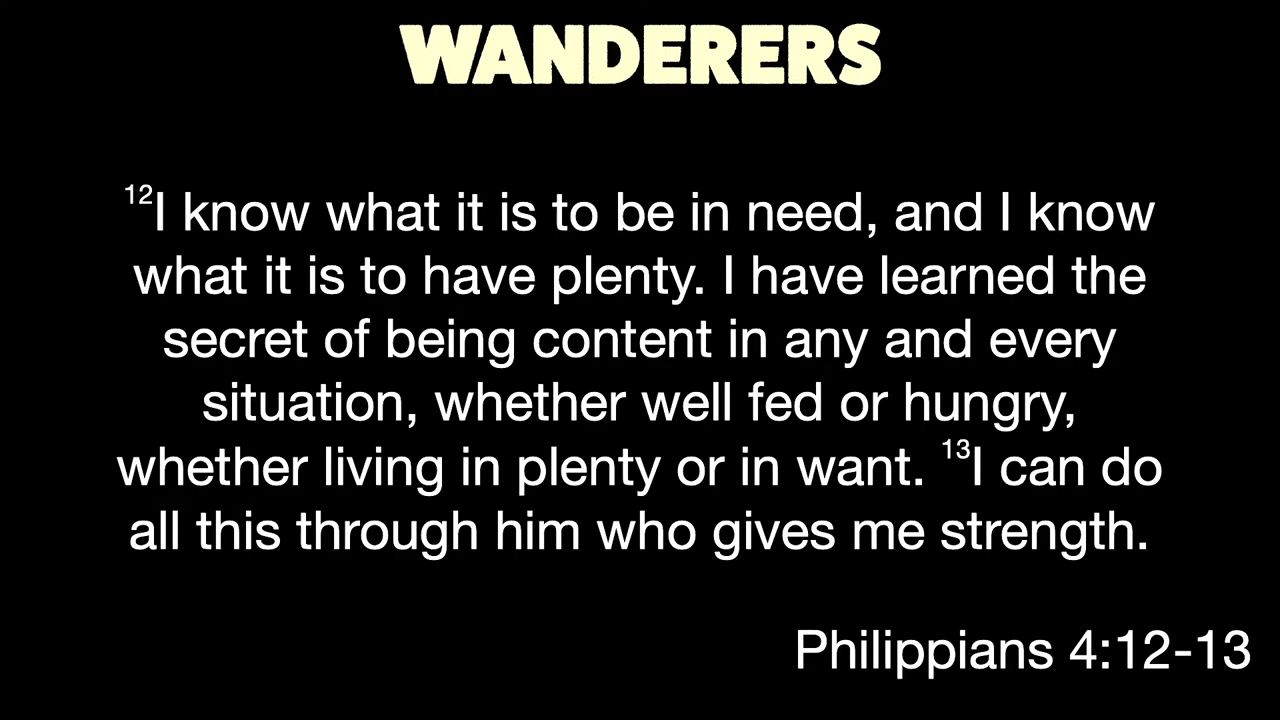 WANDERERS
¹²I know what it is to be in need, and I know
what it is to have plenty. I have learned the
secret of being content in any and every
situation, whether well fed or hungry,
whether living in plenty or in want. ¹³I can do
all this through him who gives me strength.
Philippians 4:12-13